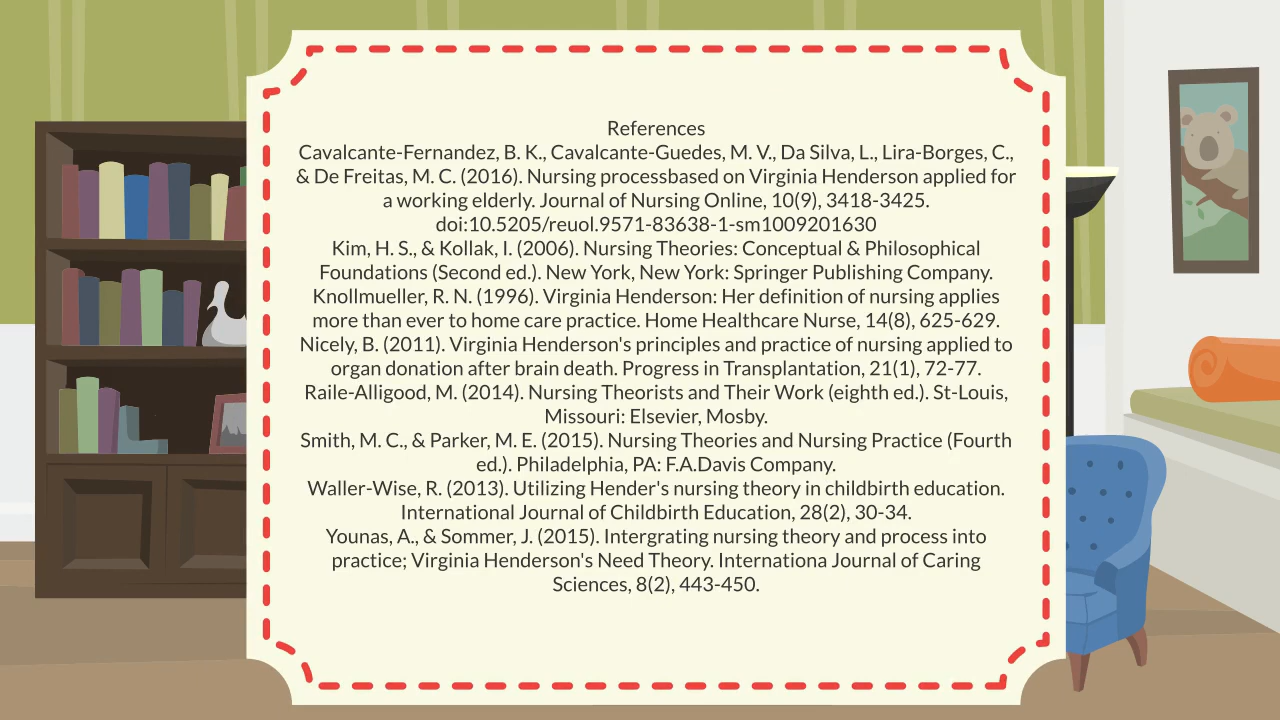 References
Cavalcante-Fernandez, B. K., Cavalcante-Guedes, M. V., Da Silva, L., Lira-Borges, C.,
& De Freitas, M. C. (2016). Nursing processbased on Virginia Henderson applied for
a working elderly. Journal of Nursing Online, 10(9), 3418-3425.
doi:10.5205/reuol.9571-83638-1-sm1009201630
Kim, H. S., & Kollak, I. (2006). Nursing Theories: Conceptual & Philosophical
Foundations (Second ed.). New York, New York: Springer Publishing Company.
Knollmueller, R. N. (1996). Virginia Henderson: Her definition of nursing applies
more than ever to home care practice. Home Healthcare Nurse, 14(8), 625-629.
Nicely, B. (2011). Virginia Henderson's principles and practice of nursing applied to
organ donation after brain death. Progress in Transplantation, 21(1), 72-77.
Raile-Alligood, M. (2014). Nursing Theorists and Their Work (eighth ed.). St-Louis,
Missouri: Elsevier, Mosby.
Smith, M. C., & Parker, M. E. (2015). Nursing Theories and Nursing Practice (Fourth
ed.). Philadelphia, PA: F.A.Davis Company.
Waller-Wise, R. (2013). Utilizing Hender's nursing theory in childbirth education.
International Journal of Childbirth Education, 28(2), 30-34.
Younas, A., & Sommer, J. (2015). Intergrating nursing theory and process into
practice; Virginia Henderson's Need Theory. Internationa Journal of Caring
Sciences, 8(2), 443-450.